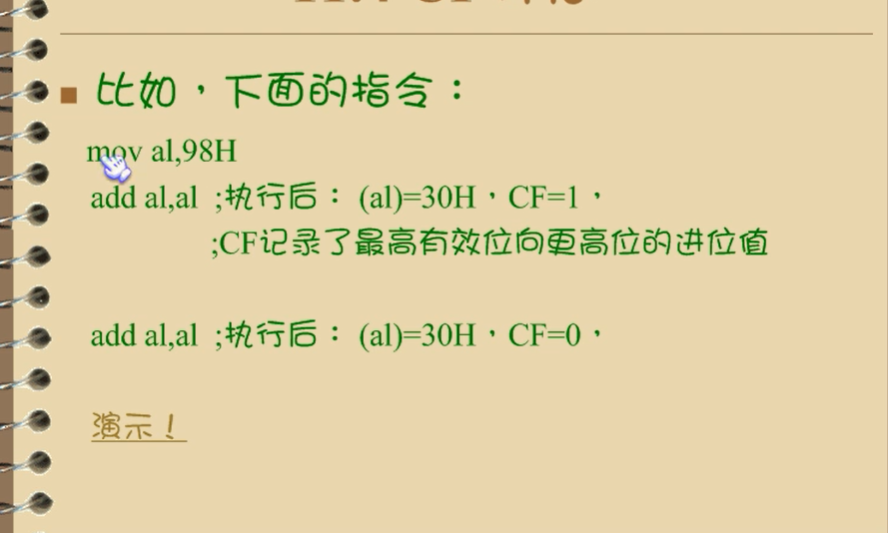 比如，下面的指令：
mov al,98H
add al,al ;执行后： (al)=30H，CF=1，
;CF记录了最高有效位向更高位的进位值
add al,al ;执行后： (al)=30H，CF=0，
演示！